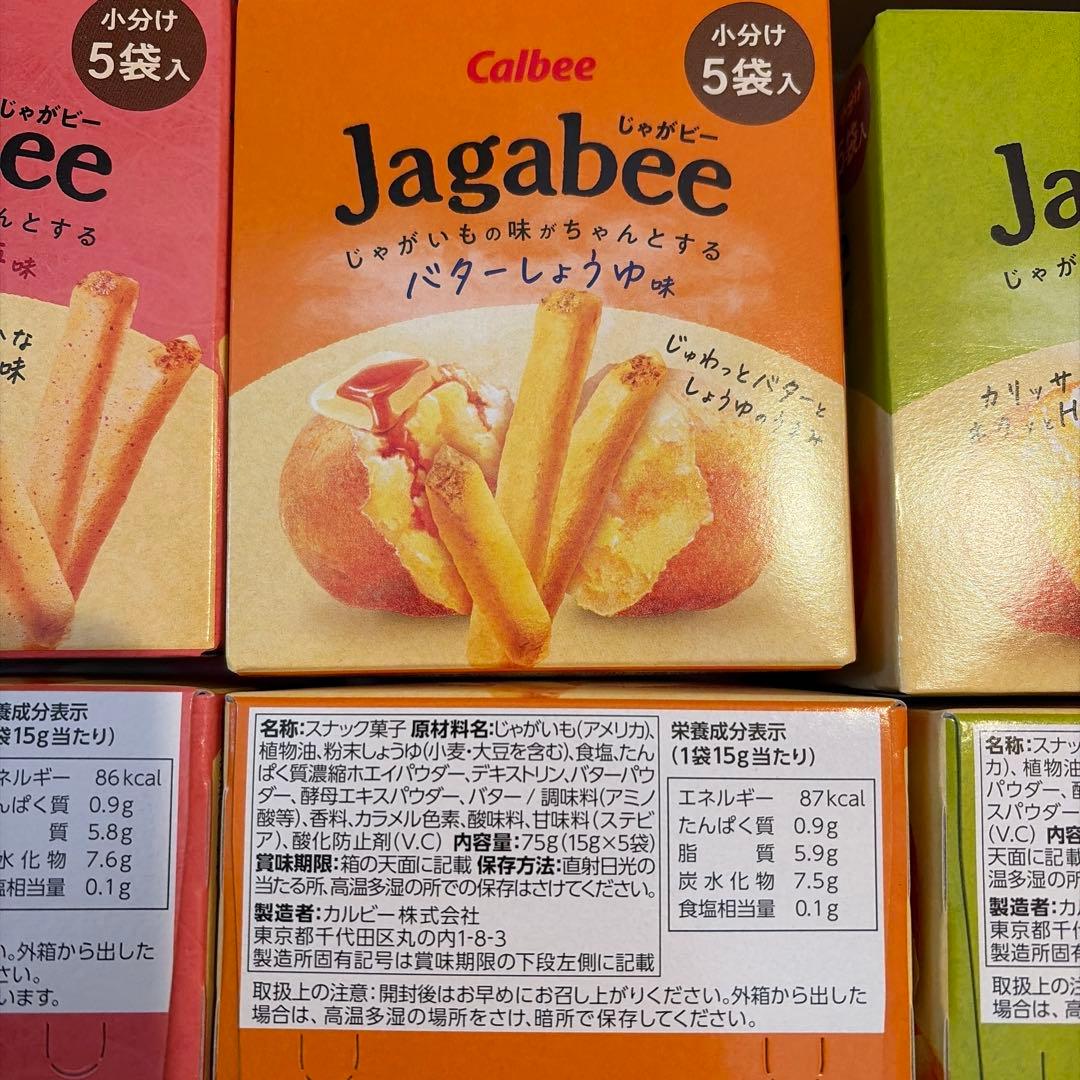 小分け
5袋入
じゃがビー
ee
んとする
味
な
味
Calbee
小分け
5袋入
じゃがビー
Jagabee
じゃがいもの味がちゃんとする
バターしょうゆ味
じゅわっとバターと
しょうゆのうまみ
Ja
じゃが
カリッサ
ホクッとH
養成分表示
袋15g当たり)
ネルギー 86kcal
んぱく質 0.9g
質 5.8g
水化物 7.6g
塩相当量 0.1g
い。外箱から出した
さい。
います。
名称:スナック菓子 原材料名:じゃがいも(アメリカ)、
植物油、粉末しょうゆ(小麦・大豆を含む)、食塩、たん
ぱく質濃縮ホエイパウダー、デキストリン、バターパウ
ダー、酵母エキスパウダー、バター / 調味料(アミノ
酸等)、香料、カラメル色素、酸味料、甘味料(ステビ
ア)、酸化防止剤(V.C) 内容量:75g(15g×5袋)
賞味期限:箱の天面に記載 保存方法:直射日光の
当たる所、高温多湿の所での保存はさけてください。
製造者:カルビー株式会社
東京都千代田区丸の内1-8-3
製造所固有記号は賞味期限の下段左側に記載
栄養成分表示
(1袋15g当たり)
エネルギー 87kcal
たんぱく質 0.9g
脂質 5.9g
炭水化物 7.5g
食塩相当量 0.1g
取扱上の注意:開封後はお早めにお召し上がりください。外箱から出した
場合は、高温多湿の場所をさけ、暗所で保存してください。
名称:スナッ
カ)、植物油
パウダー、
スパウダー
(V.C) 内容
天面に記載
温多湿の所
製造者:カル
東京都千代
製造所固有
取扱上の注
場合は、高